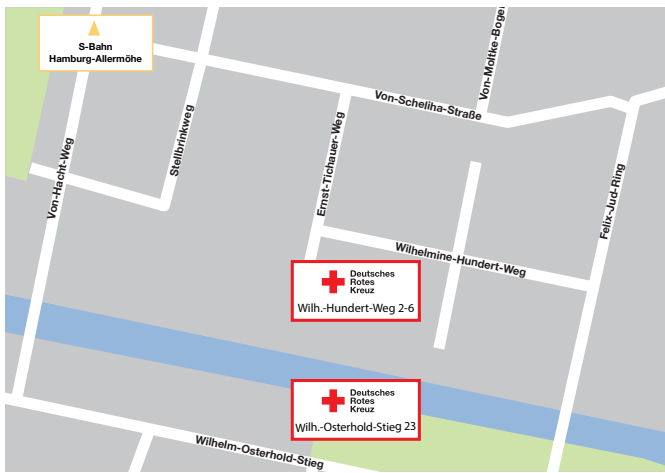 S-Bahn
Hamburg-Allermöhe
Von-Moltke-Boge
Von-Scheliha-Straße
Stellbrinkweg
Ernst-Tichauer-Weg
Von-Hacht-Weg
Felix-Jud-Ring
Wilhelmine-Hundert-Weg
Deutsches
Rotes
Kreuz
Wilh.-Hundert-Weg 2-6
Deutsches
Rotes
Kreuz
Wilh.-Osterhold-Stieg 23
Wilhelm-Osterhold-Stieg